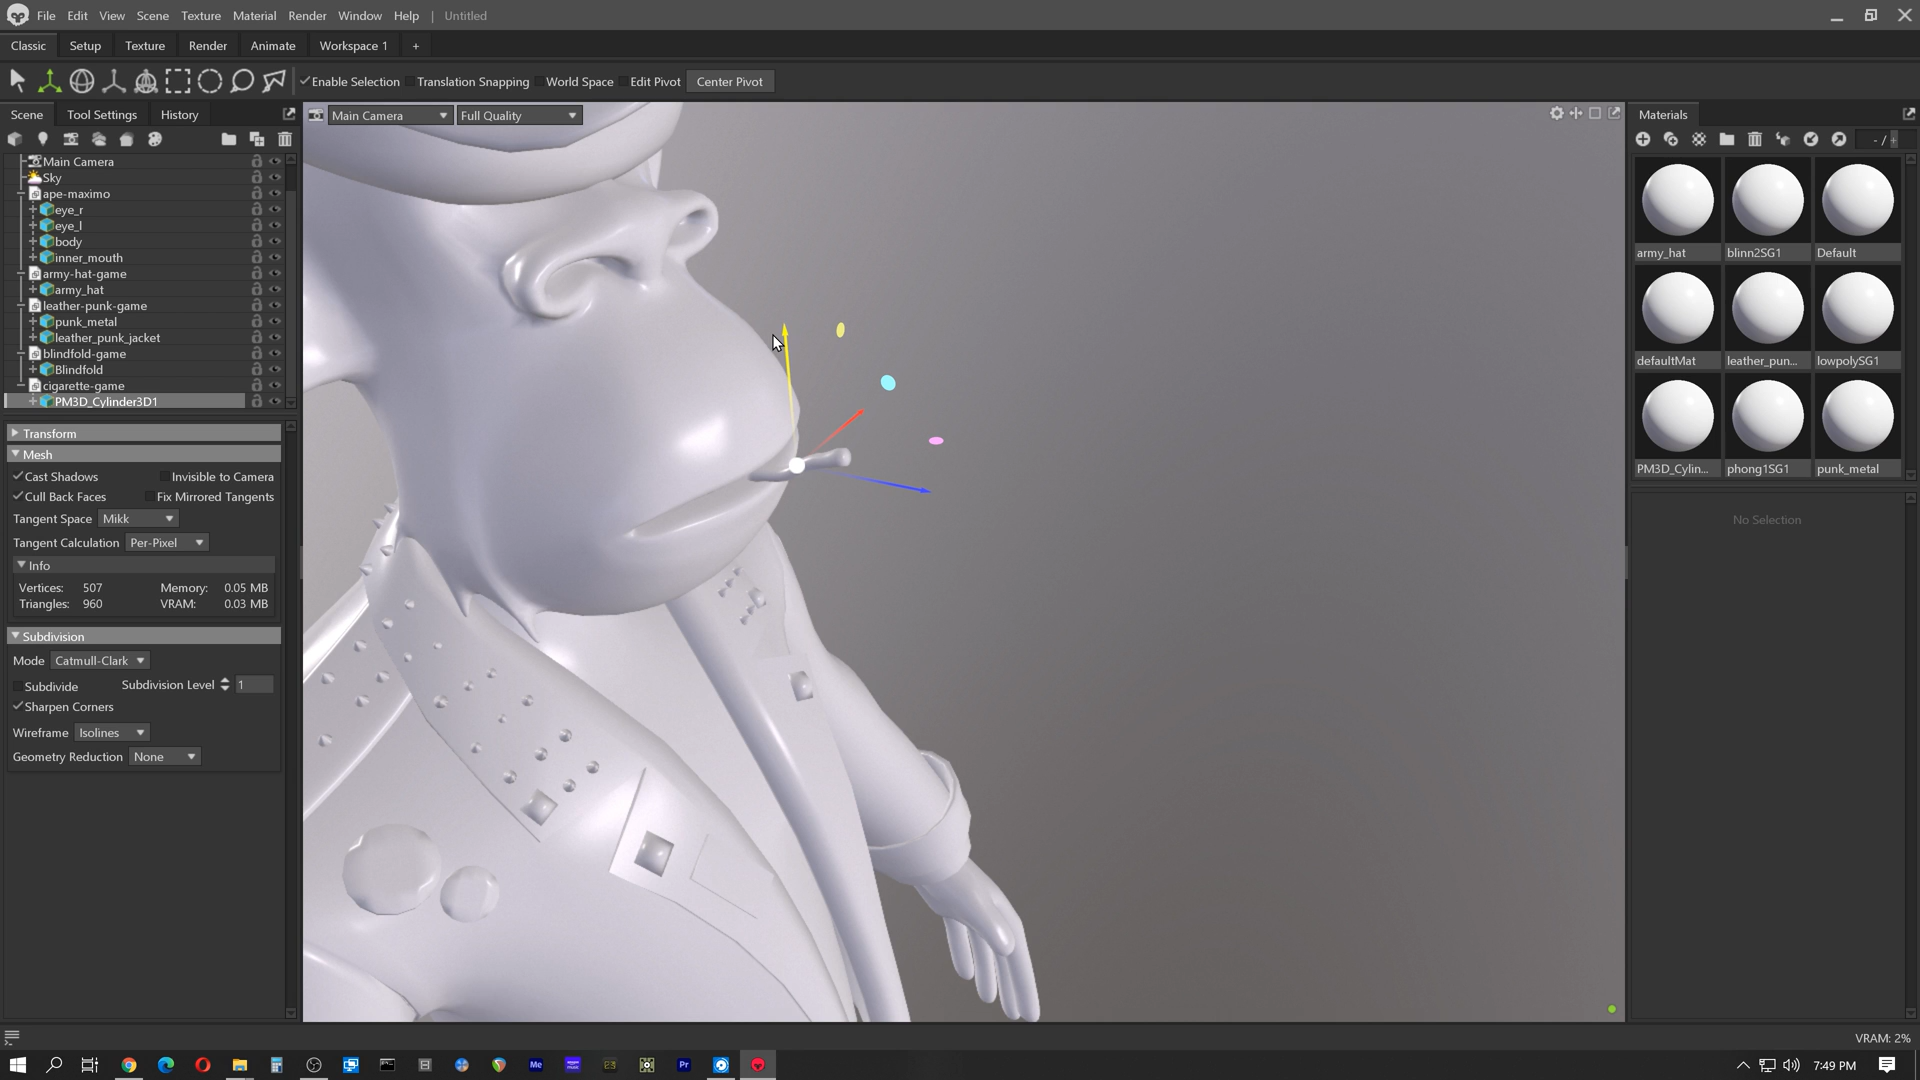 File Edit View Scene Texture Material Render Window Help | Untitled
Classic Setup Texture Render Animate Workspace 1 +
Enable Selection Translation Snapping World Space Edit Pivot Center Pivot
Scene Tool Settings History
Main Camera
Sky
ape-maximo
eye_r
eye_l
body
inner_mouth
army-hat-game
army_hat
leather-punk-game
punk_metal
leather_punk_jacket
blindfold-game
Blindfold
cigarette-game
PM3D_Cylinder3D1
Transform
Mesh
Cast Shadows Invisible to Camera
Cull Back Faces Fix Mirrored Tangents
Tangent Space Mikk
Tangent Calculation Per-Pixel
Info
Vertices: 507 Memory: 0.05 MB
Triangles: 960 VRAM: 0.03 MB
Subdivision
Mode Catmull-Clark
Subdivide Subdivision Level 1
Sharpen Corners
Wireframe Isolines
Geometry Reduction None
Main Camera Full Quality
Materials
- / +
army_hat blinn2SG1 Default
defaultMat leather_pun... lowpolySG1
PM3D_Cylin... phong1SG1 punk_metal
No Selection
VRAM: 2%
Me Pr
7:49 PM